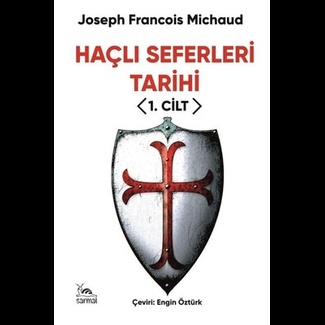 Joseph Francois Michaud
HAÇLI SEFERLERİ
TARİHİ
<1. CİLT>
sarmal
Çeviri: Engin Öztürk